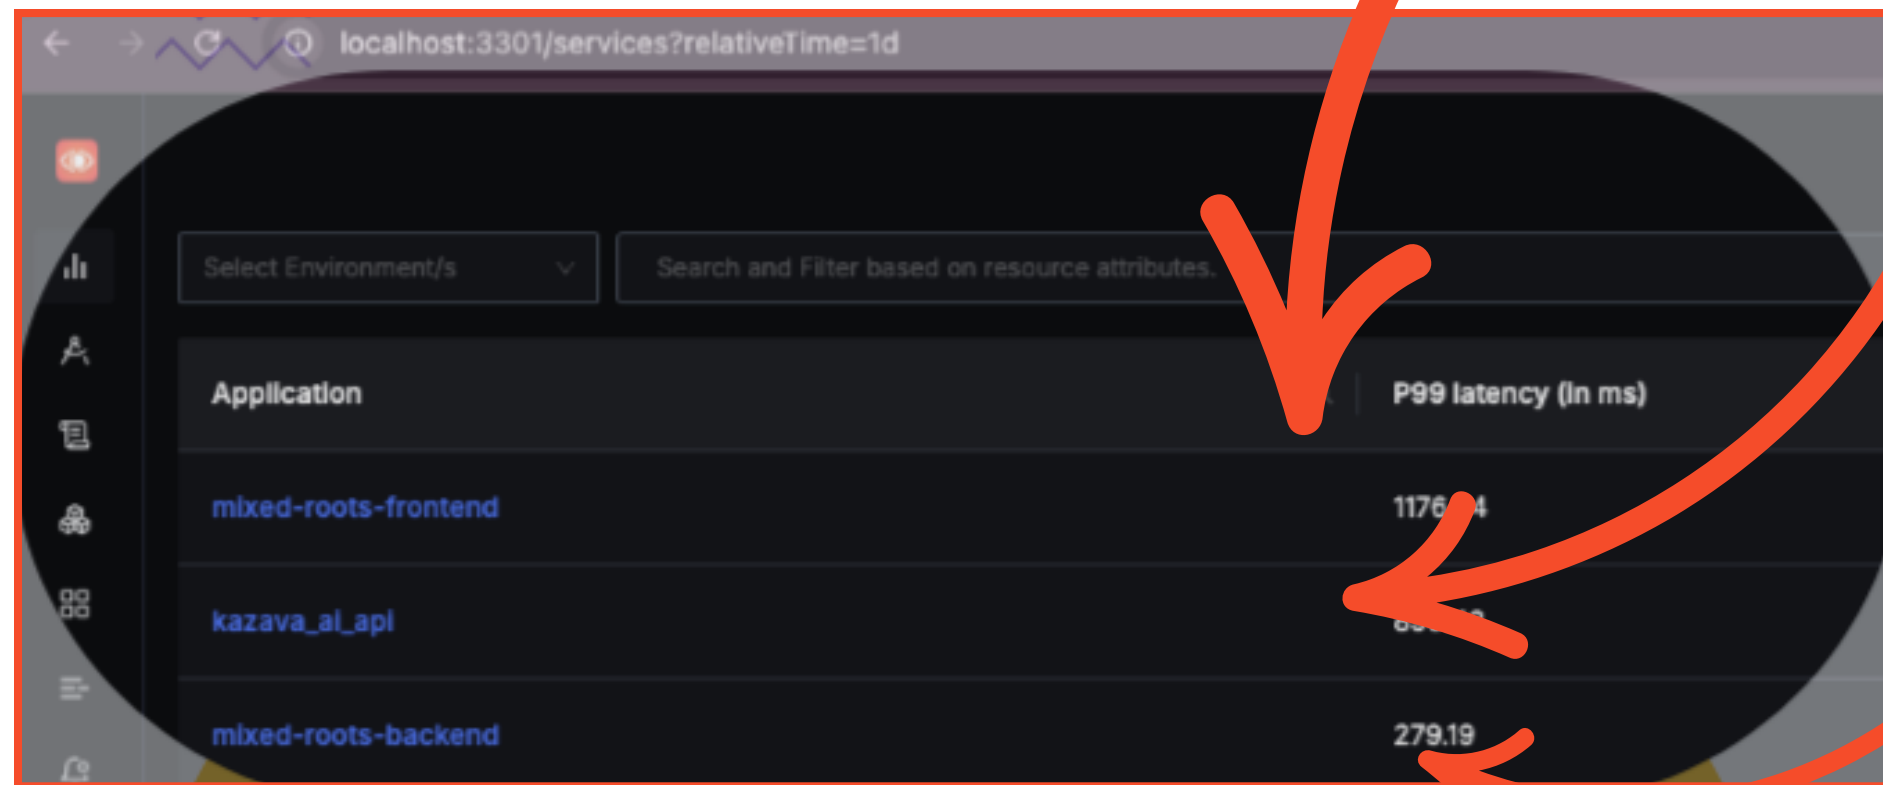 localhost:3301/services?relativeTime=1d
Select Environment/s
Search and Filter based on resource attributes.
Application P99 latency (in ms)
mixed-roots-frontend
kazava_ai_api
mixed-roots-backend 279.19